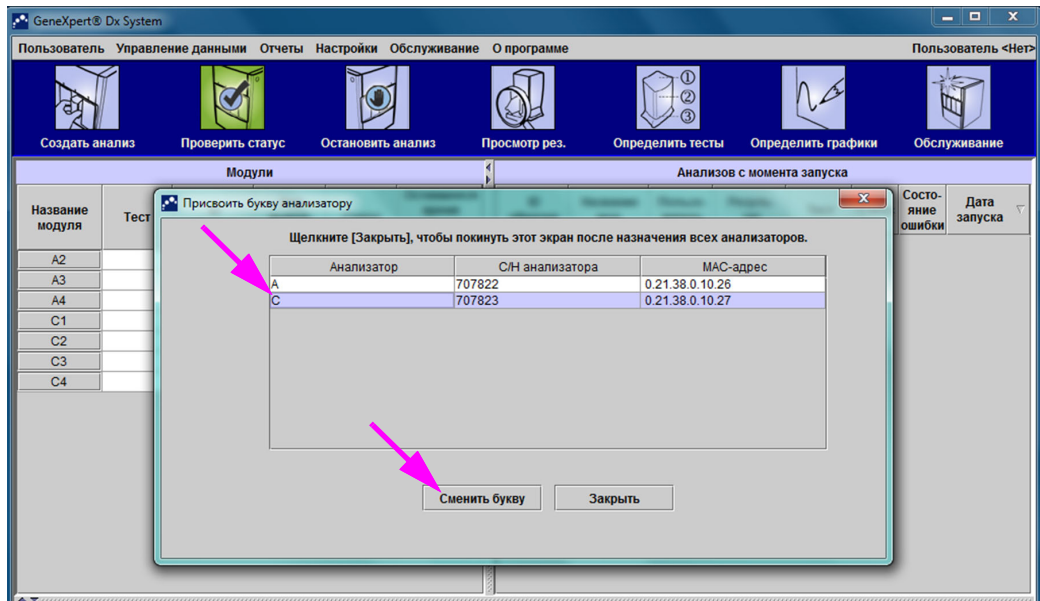 GeneXpert® Dx System
Пользователь Управление данными Отчеты Настройки Обслуживание О программе Пользователь <Нет>
① ② ③
Создать анализ Проверить статус Остановить анализ Просмотр рез. Определить тесты Определить графики Обслуживание
Модули Анализов с момента запуска
Название модуля Тест Состо-яние ошибки Дата запуска
Присвоить букву анализатору
Щелкните [Закрыть], чтобы покинуть этот экран после назначения всех анализаторов.
Анализатор С/Н анализатора MAC-адрес
A 707822 0.21.38.0.10.26
C 707823 0.21.38.0.10.27
A2
A3
A4
C1
C2
C3
C4
Сменить букву Закрыть